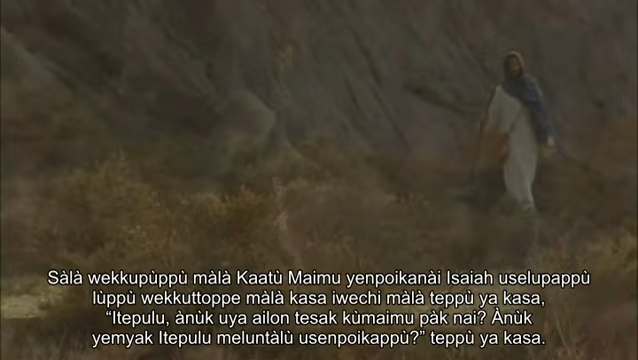 Sàlà wekkupùppù màlà Kaatù Maimu yenpoikanài Isaiah uselupappù
lùppù wekkuttoppe màlà kasa iwechi màlà teppù ya kasa,
“Itepulu, ànùk uya ailon tesak kùmaimu pàk nai? Ànùk
yemyak Itepulu meluntàlù usenpoikappù?” teppù ya kasa.